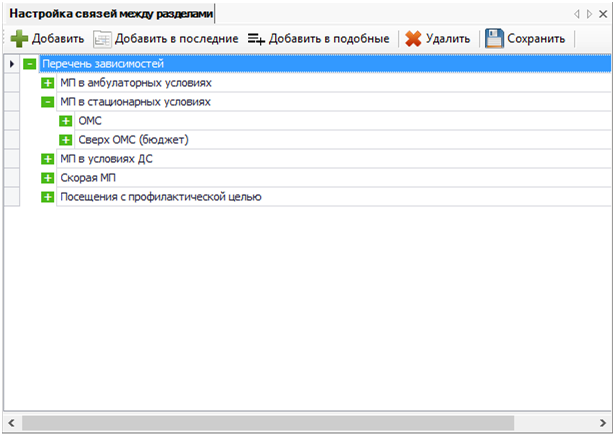 Настройка связей между разделами
Добавить Добавить в последние Добавить в подобные Удалить Сохранить
Перечень зависимостей
МП в амбулаторных условиях
МП в стационарных условиях
ОМС
Сверх ОМС (бюджет)
МП в условиях ДС
Скорая МП
Посещения с профилактической целью